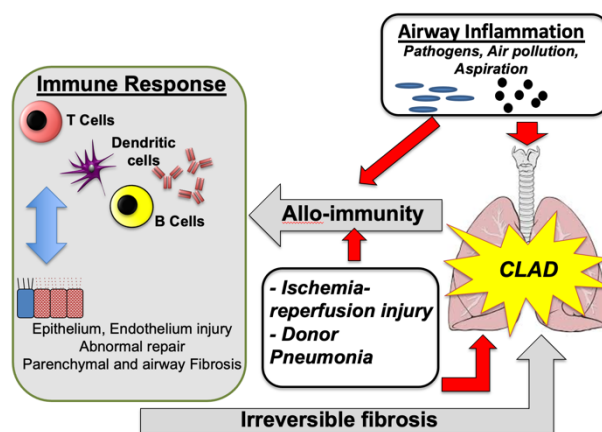 Airway Inflammation
Pathogens, Air pollution,
Aspiration
Immune Response
T Cells
Dendritic
cells
B Cells
Epithelium, Endothelium injury
Abnormal repair
Parenchymal and airway Fibrosis
Allo-immunity
- Ischemia-
reperfusion injury
- Donor
Pneumonia
CLAD
Irreversible fibrosis